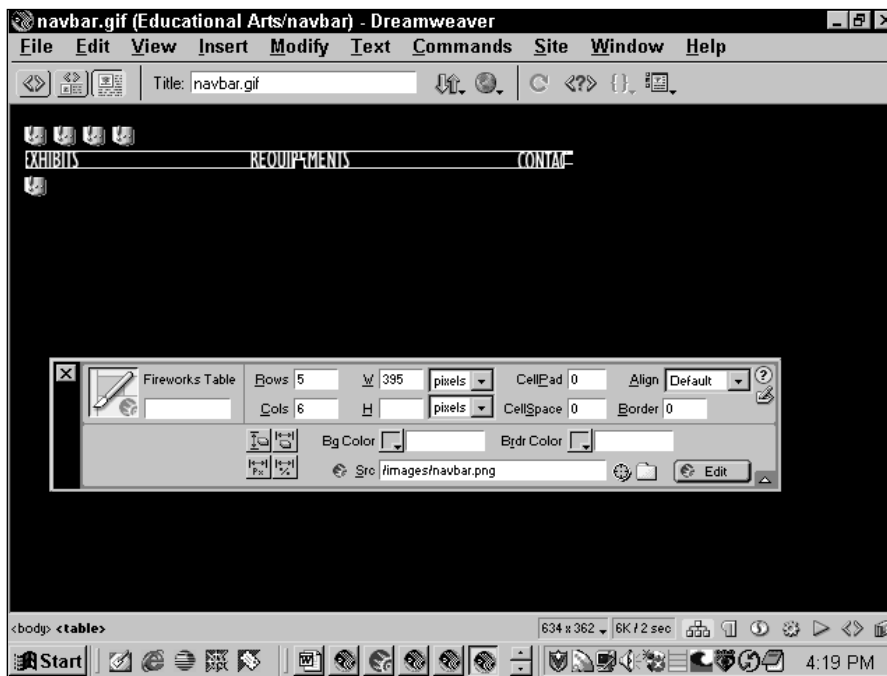 navbar.gif (Educational Arts/navbar) - Dreamweaver
File Edit View Insert Modify Text Commands Site Window Help
Title: navbar.gif
EXHIBITS REQUIREMENTS CONTAC
Fireworks Table Rows 5 W 395 pixels CellPad 0 Align Default
Cols 6 H pixels CellSpace 0 Border 0
Bg Color Brdr Color
Src /images/navbar.png Edit
<body> <table> 634 x 362 6K / 2 sec
Start 4:19 PM